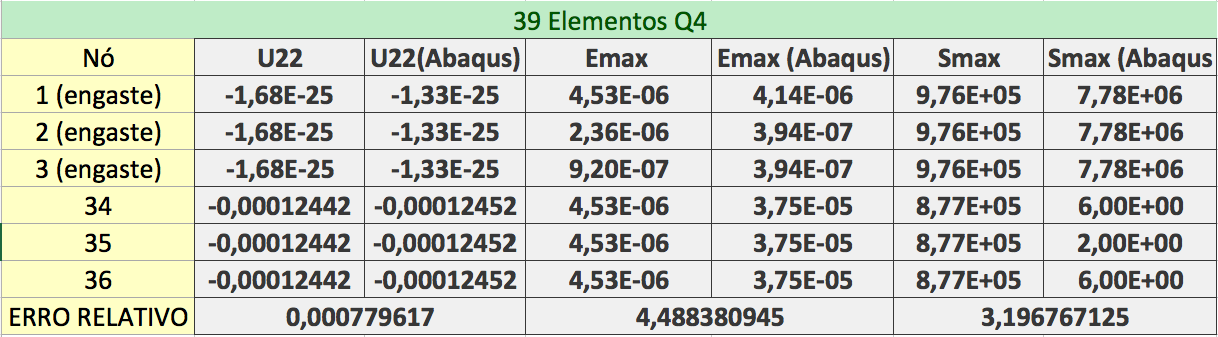 39 Elementos Q4
Nó U22 U22(Abaqus) Emax Emax (Abaqus) Smax Smax (Abaqus
1 (engaste) -1,68E-25 -1,33E-25 4,53E-06 4,14E-06 9,76E+05 7,78E+06
2 (engaste) -1,68E-25 -1,33E-25 2,36E-06 3,94E-07 9,76E+05 7,78E+06
3 (engaste) -1,68E-25 -1,33E-25 9,20E-07 3,94E-07 9,76E+05 7,78E+06
34 -0,00012442 -0,00012452 4,53E-06 3,75E-05 8,77E+05 6,00E+00
35 -0,00012442 -0,00012452 4,53E-06 3,75E-05 8,77E+05 2,00E+00
36 -0,00012442 -0,00012452 4,53E-06 3,75E-05 8,77E+05 6,00E+00
ERRO RELATIVO 0,000779617 4,488380945 3,196767125